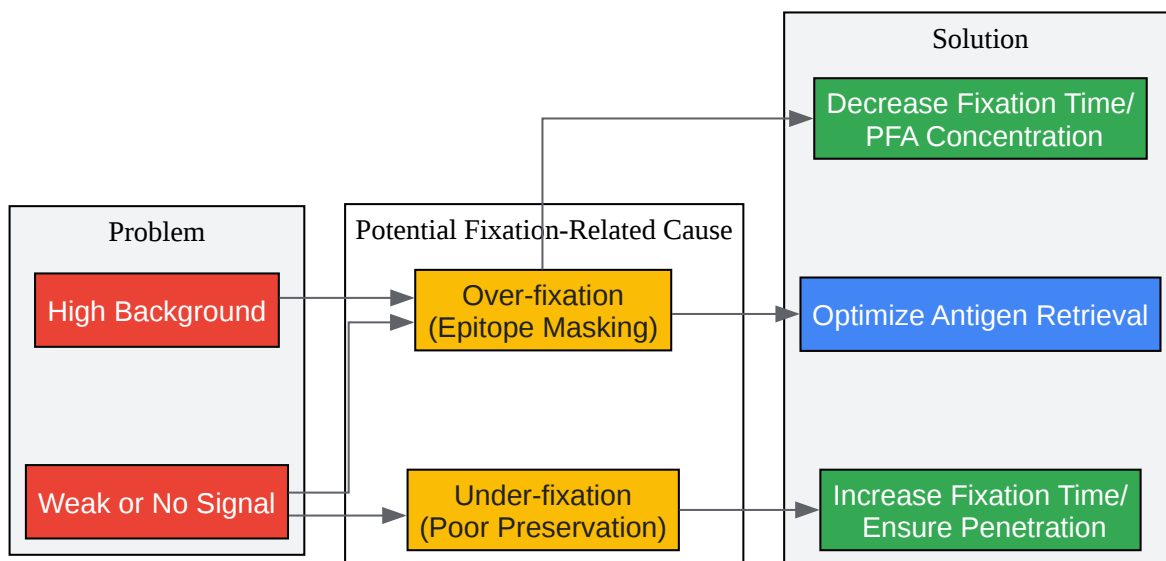 Problem
High Background
Weak or No Signal
Potential Fixation-Related Cause
Over-fixation
(Epitope Masking)
Under-fixation
(Poor Preservation)
Solution
Decrease Fixation Time/
PFA Concentration
Optimize Antigen Retrieval
Increase Fixation Time/
Ensure Penetration